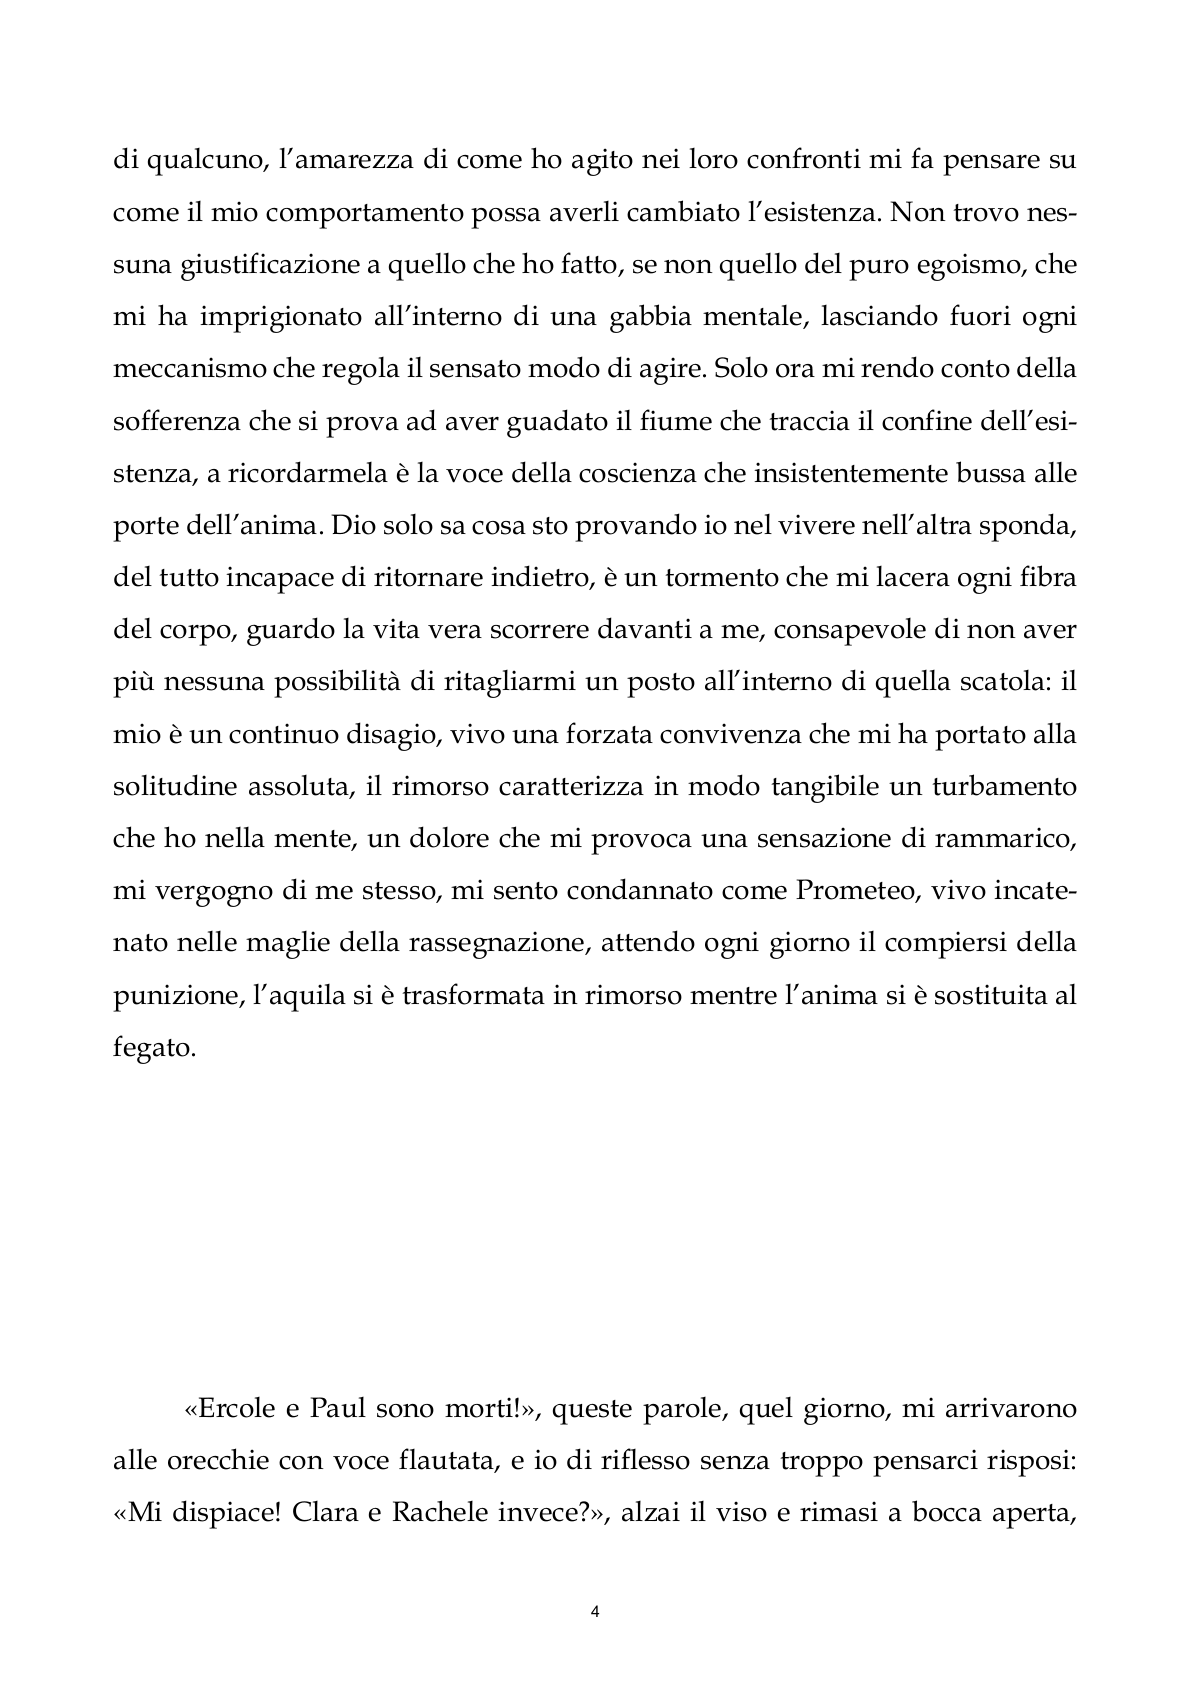 di qualcuno, l’amarezza di come ho agito nei loro confronti mi fa pensare su
come il mio comportamento possa averli cambiato l’esistenza. Non trovo nes-
suna giustificazione a quello che ho fatto, se non quello del puro egoismo, che
mi ha imprigionato all’interno di una gabbia mentale, lasciando fuori ogni
meccanismo che regola il sensato modo di agire. Solo ora mi rendo conto della
sofferenza che si prova ad aver guadato il fiume che traccia il confine dell’esi-
stenza, a ricordarmela è la voce della coscienza che insistentemente bussa alle
porte dell’anima. Dio solo sa cosa sto provando io nel vivere nell’altra sponda,
del tutto incapace di ritornare indietro, è un tormento che mi lacera ogni fibra
del corpo, guardo la vita vera scorrere davanti a me, consapevole di non aver
più nessuna possibilità di ritagliarmi un posto all’interno di quella scatola: il
mio è un continuo disagio, vivo una forzata convivenza che mi ha portato alla
solitudine assoluta, il rimorso caratterizza in modo tangibile un turbamento
che ho nella mente, un dolore che mi provoca una sensazione di rammarico,
mi vergogno di me stesso, mi sento condannato come Prometeo, vivo incate-
nato nelle maglie della rassegnazione, attendo ogni giorno il compiersi della
punizione, l’aquila si è trasformata in rimorso mentre l’anima si è sostituita al
fegato.
«Ercole e Paul sono morti!», queste parole, quel giorno, mi arrivarono
alle orecchie con voce flautata, e io di riflesso senza troppo pensarci risposi:
«Mi dispiace! Clara e Rachele invece?», alzai il viso e rimasi a bocca aperta,
4